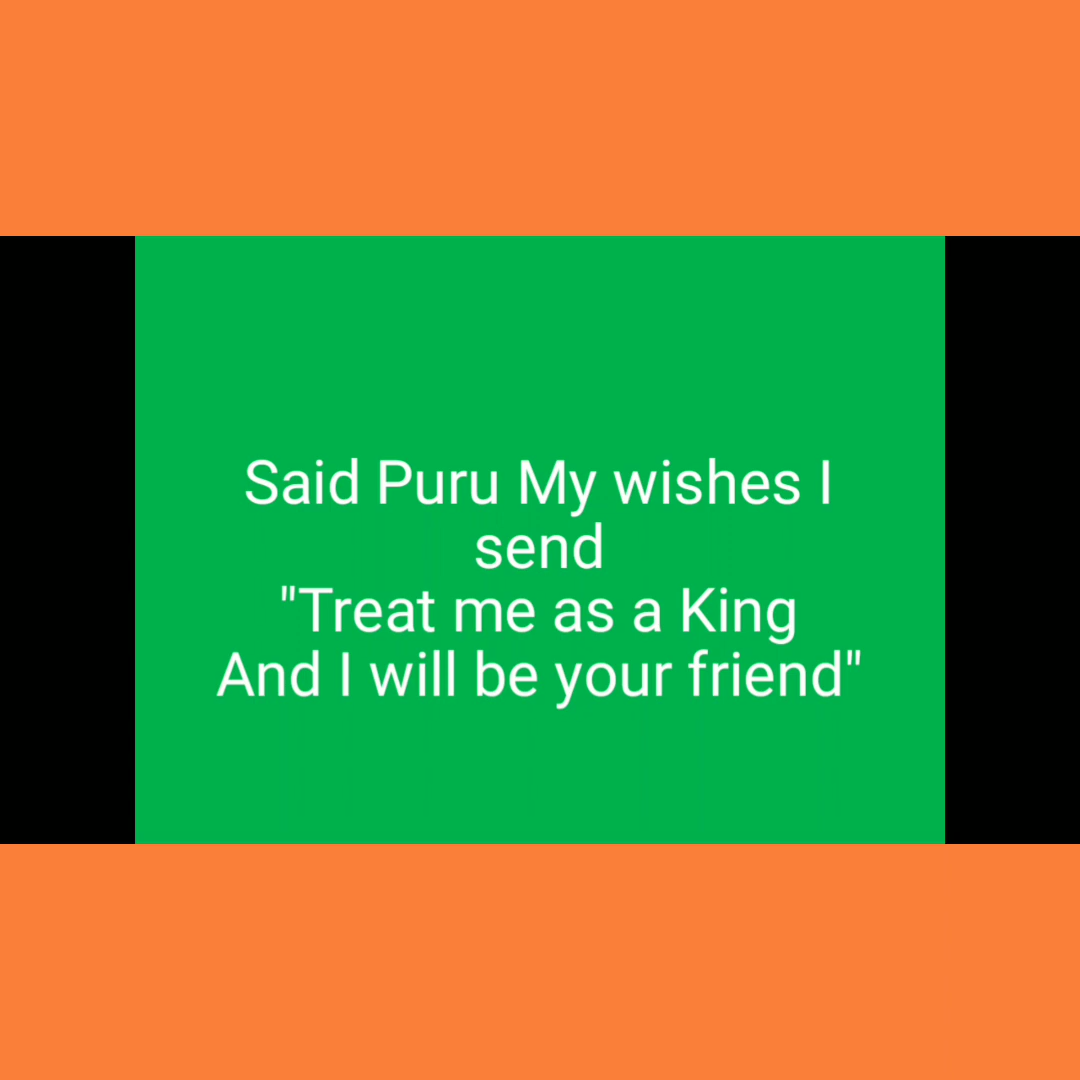 Said Puru My wishes I
send
"Treat me as a King
And I will be your friend"